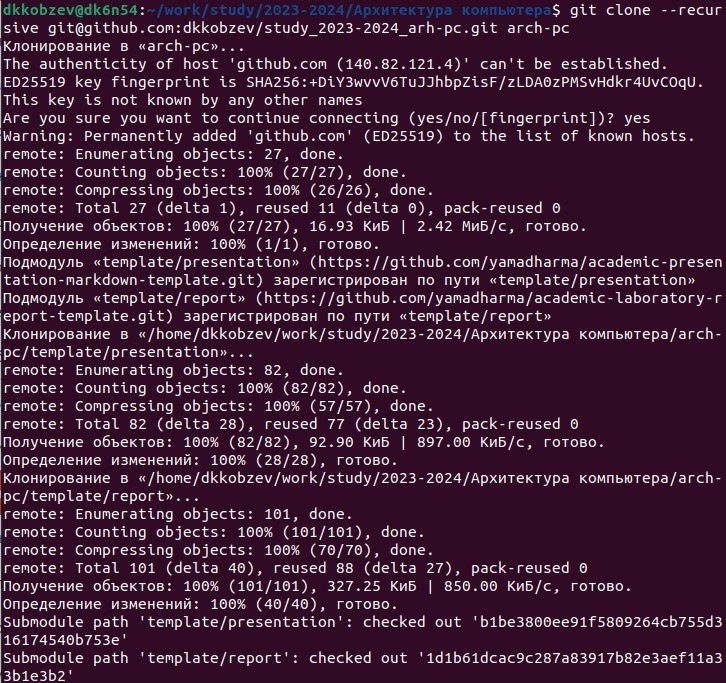 dkkobzev@dk6n54:~/work/study/2023-2024/Архитектура компьютера$ git clone --recur
sive git@github.com:dkkobzev/study_2023-2024_arh-pc.git arch-pc
Клонирование в «arch-pc»...
The authenticity of host 'github.com (140.82.121.4)' can't be established.
ED25519 key fingerprint is SHA256:+DiY3wvvV6TuJJhbpZisF/zLDA0zPMSvHdkr4UvCOqU.
This key is not known by any other names
Are you sure you want to continue connecting (yes/no/[fingerprint])? yes
Warning: Permanently added 'github.com' (ED25519) to the list of known hosts.
remote: Enumerating objects: 27, done.
remote: Counting objects: 100% (27/27), done.
remote: Compressing objects: 100% (26/26), done.
remote: Total 27 (delta 1), reused 11 (delta 0), pack-reused 0
Получение объектов: 100% (27/27), 16.93 КиБ | 2.42 МиБ/с, готово.
Определение изменений: 100% (1/1), готово.
Подмодуль «template/presentation» (https://github.com/yamadharma/academic-presen
tation-markdown-template.git) зарегистрирован по пути «template/presentation»
Подмодуль «template/report» (https://github.com/yamadharma/academic-laboratory-r
eport-template.git) зарегистрирован по пути «template/report»
Клонирование в «/home/dkkobzev/work/study/2023-2024/Архитектура компьютера/arch-
pc/template/presentation»...
remote: Enumerating objects: 82, done.
remote: Counting objects: 100% (82/82), done.
remote: Compressing objects: 100% (57/57), done.
remote: Total 82 (delta 28), reused 77 (delta 23), pack-reused 0
Получение объектов: 100% (82/82), 92.90 КиБ | 897.00 КиБ/с, готово.
Определение изменений: 100% (28/28), готово.
Клонирование в «/home/dkkobzev/work/study/2023-2024/Архитектура компьютера/arch-
pc/template/report»...
remote: Enumerating objects: 101, done.
remote: Counting objects: 100% (101/101), done.
remote: Compressing objects: 100% (70/70), done.
remote: Total 101 (delta 40), reused 88 (delta 27), pack-reused 0
Получение объектов: 100% (101/101), 327.25 КиБ | 850.00 КиБ/с, готово.
Определение изменений: 100% (40/40), готово.
Submodule path 'template/presentation': checked out 'b1be3800ee91f5809264cb755d3
16174540b753e'
Submodule path 'template/report': checked out '1d1b61dcac9c287a83917b82e3aef11a3
3b1e3b2'